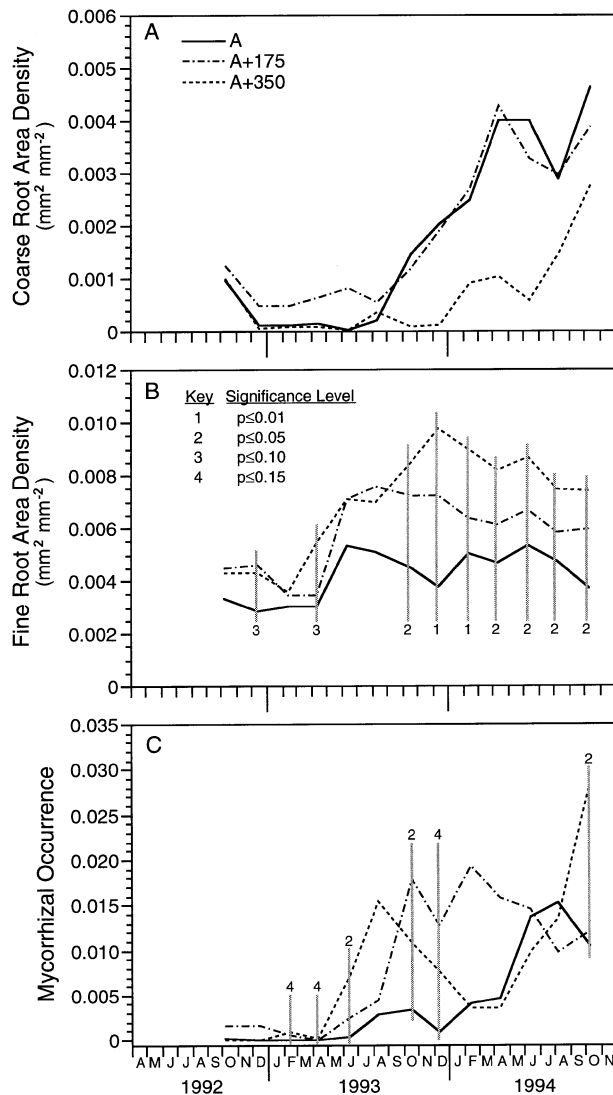 A
A
A+175
A+350
Coarse Root Area Density
(mm² mm⁻²)
0.006
0.005
0.004
0.003
0.002
0.001
0
B
Key Significance Level
1 p≤0.01
2 p≤0.05
3 p≤0.10
4 p≤0.15
Fine Root Area Density
(mm² mm⁻²)
0.012
0.010
0.008
0.006
0.004
0.002
0
3 3 2 1 1 2 2 2 2
C
Mycorrhizal Occurrence
0.035
0.030
0.025
0.020
0.015
0.010
0.005
0
4 4 2 2 4 2
A M J J A S O N D J F M A M J J A S O N D J F M A M J J A S O N
1992 1993 1994